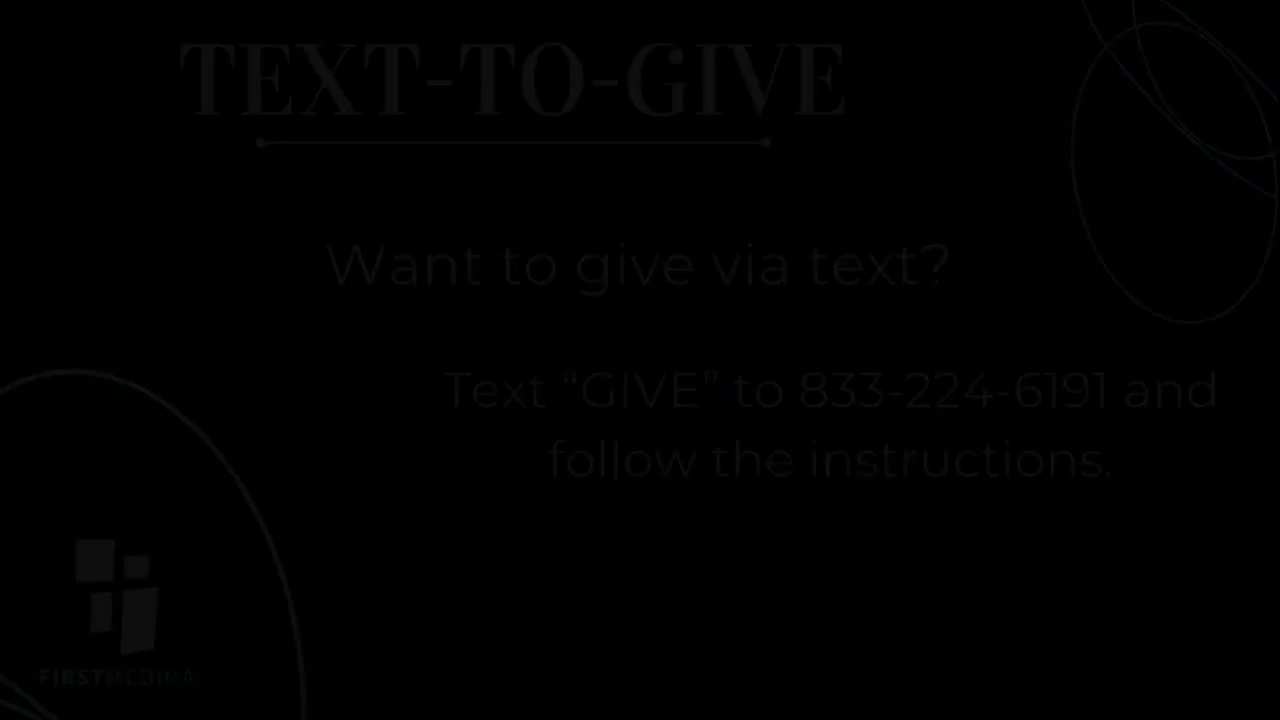 TEXT-TO-GIVE
Want to give via text?
Text “GIVE” to 833-224-6191 and
follow the instructions.
FIRSTMEDINA